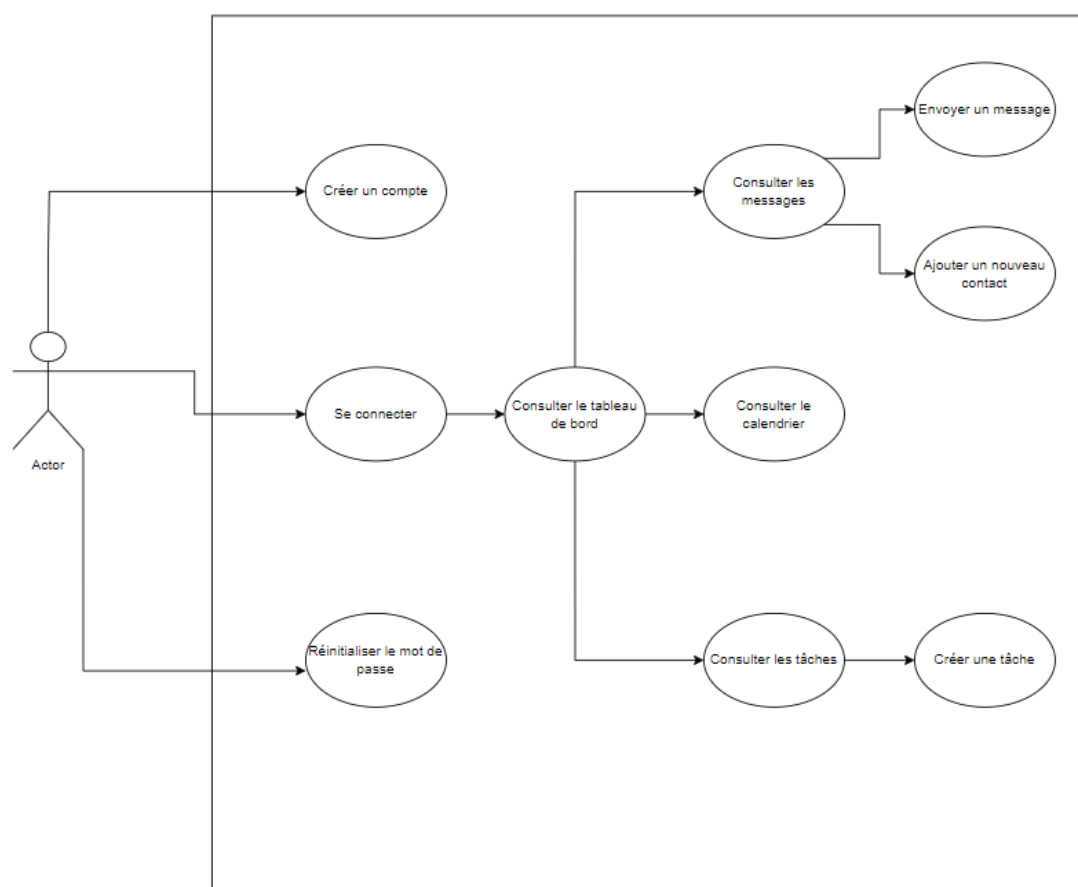 Envoyer un message
Créer un compte
Consulter les
messages
Ajouter un nouveau
contact
Se connecter
Consulter le tableau
de bord
Consulter le
calendrier
Actor
Réinitialiser le mot de
passe
Consulter les tâches
Créer une tâche